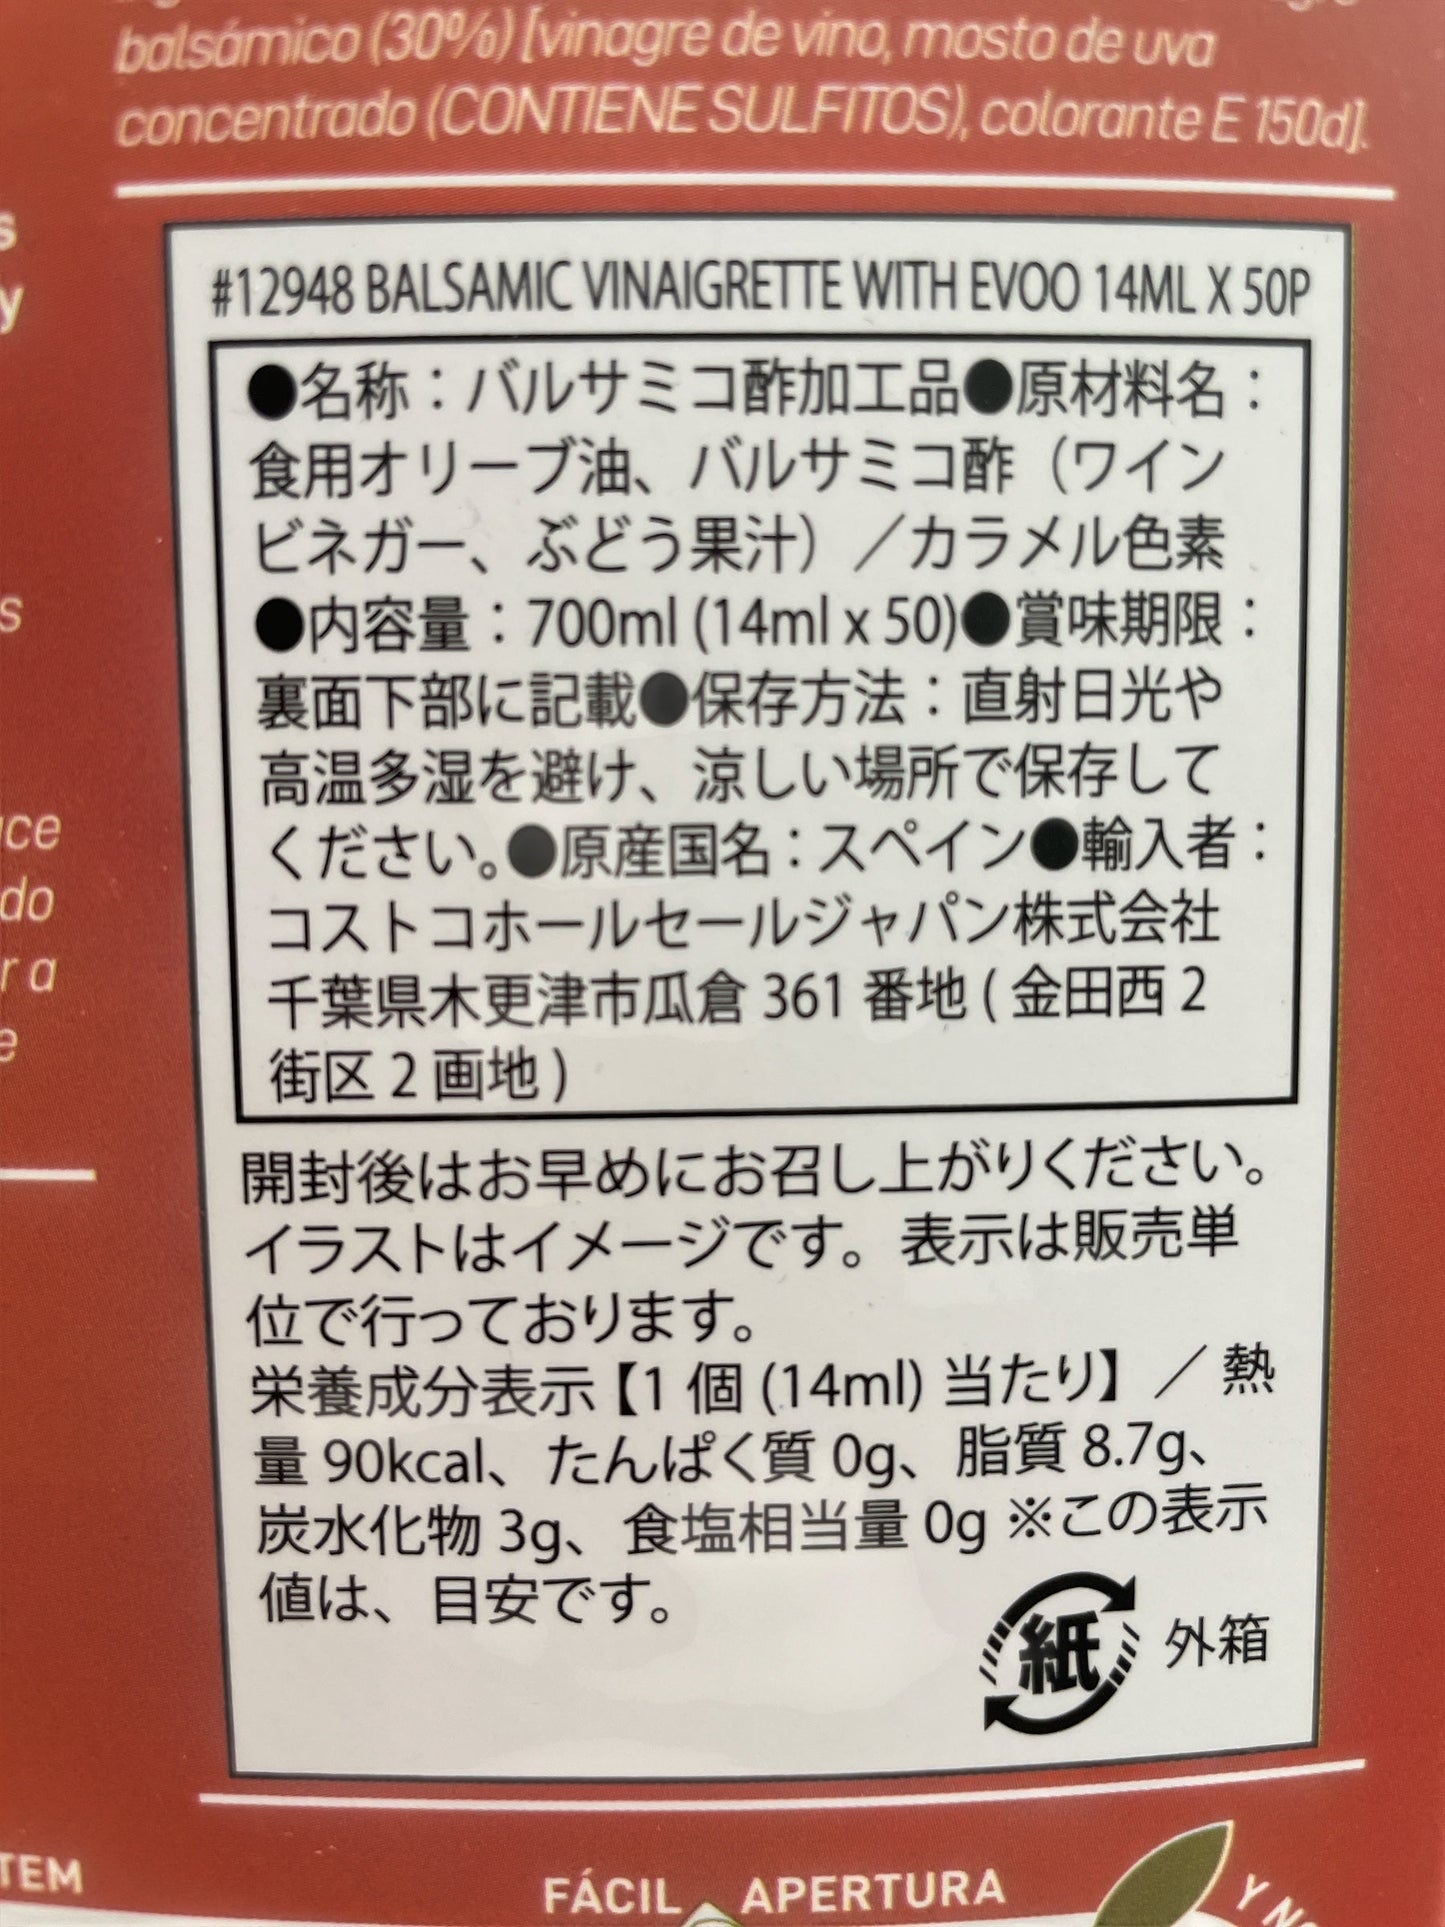 balsámico (30%) [vinagre de vino, mosto de uva
concentrado (CONTIENE SULFITOS), colorante E 150d].
s
y
s
ce
do
r a
e
#12948 BALSAMIC VINAIGRETTE WITH EVOO 14ML X 50P
●名称：バルサミコ酢加工品●原材料名：
食用オリーブ油、バルサミコ酢（ワイン
ビネガー、ぶどう果汁）／カラメル色素
●内容量：700ml (14ml x 50)●賞味期限：
裏面下部に記載●保存方法：直射日光や
高温多湿を避け、涼しい場所で保存して
ください。●原産国名：スペイン●輸入者：
コストコホールセールジャパン株式会社
千葉県木更津市瓜倉 361 番地 ( 金田西 2
街区 2 画地 )
開封後はお早めにお召し上がりください。
イラストはイメージです。表示は販売単
位で行っております。
栄養成分表示【1 個 (14ml) 当たり】／ 熱
量 90kcal、たんぱく質 0g、脂質 8.7g、
炭水化物 3g、食塩相当量 0g ※この表示
値は、目安です。
紙 外箱
TEM
FÁCIL APERTURA
Y